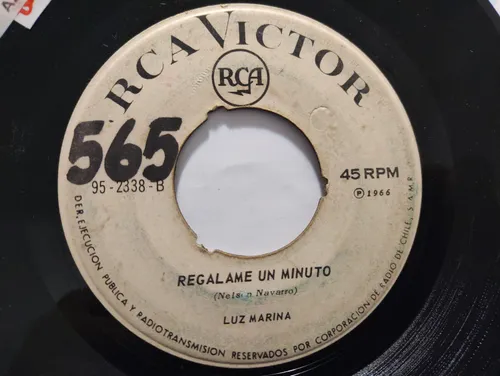 RCA VICTOR
RCA
565
95-2338-B
45 RPM
℗ 1966
REGALAME UN MINUTO
Navarro)
LUZ MARINA
DER. EJECUCION PUBLICA Y RADIOTRANSMISION RESERVADOS POR CORPORACION DE RADIO DE CHILE, S.A.M.R.